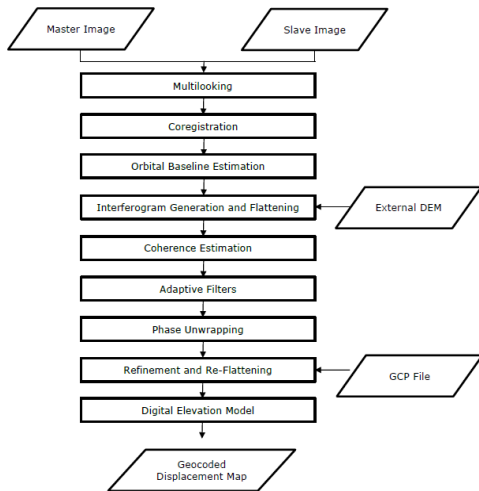 Master Image
Slave Image
Multilooking
Coregistration
Orbital Baseline Estimation
Interferogram Generation and Flattening
External DEM
Coherence Estimation
Adaptive Filters
Phase Unwrapping
Refinement and Re-Flattening
GCP File
Digital Elevation Model
Geocoded
Displacement Map